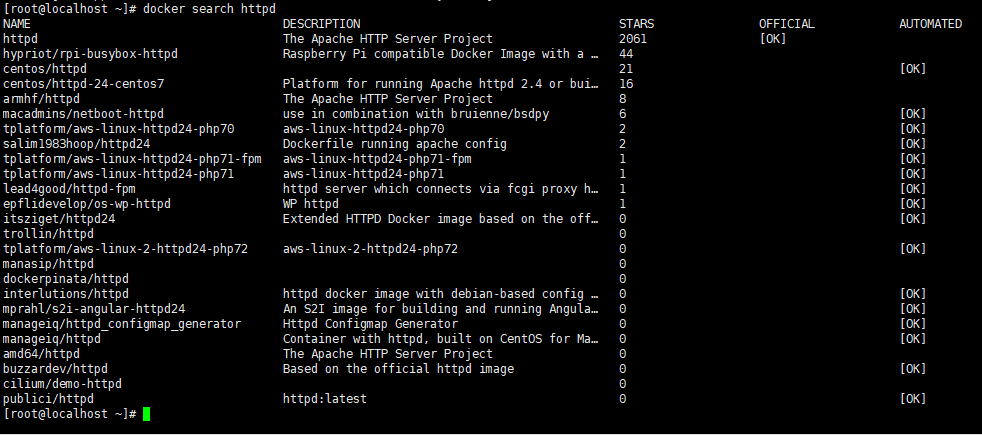 [root@localhost ~]# docker search httpd
NAME DESCRIPTION STARS OFFICIAL AUTOMATED
httpd The Apache HTTP Server Project 2061 [OK]
hypriot/rpi-busybox-httpd Raspberry Pi compatible Docker Image with a … 44
centos/httpd 21 [OK]
centos/httpd-24-centos7 Platform for running Apache httpd 2.4 or bui… 16
armhf/httpd The Apache HTTP Server Project 8
macadmins/netboot-httpd use in combination with bruienne/bsdpy 6 [OK]
tplatform/aws-linux-httpd24-php70 aws-linux-httpd24-php70 2 [OK]
salim1983hoop/httpd24 Dockerfile running apache config 2 [OK]
tplatform/aws-linux-httpd24-php71-fpm aws-linux-httpd24-php71-fpm 1 [OK]
tplatform/aws-linux-httpd24-php71 aws-linux-httpd24-php71 1 [OK]
lead4good/httpd-fpm httpd server which connects via fcgi proxy h… 1 [OK]
epflidevelop/os-wp-httpd WP httpd 1 [OK]
itsziget/httpd24 Extended HTTPD Docker image based on the off… 0 [OK]
trollin/httpd 0
tplatform/aws-linux-2-httpd24-php72 aws-linux-2-httpd24-php72 0 [OK]
manasip/httpd 0
dockerpinata/httpd 0
interlutions/httpd httpd docker image with debian-based config … 0 [OK]
mprahl/s2i-angular-httpd24 An S2I image for building and running Angula… 0 [OK]
manageiq/httpd_configmap_generator Httpd Configmap Generator 0 [OK]
manageiq/httpd Container with httpd, built on CentOS for Ma… 0 [OK]
amd64/httpd The Apache HTTP Server Project 0
buzzardev/httpd Based on the official httpd image 0 [OK]
cilium/demo-httpd 0
publici/httpd httpd:latest 0 [OK]
[root@localhost ~]#